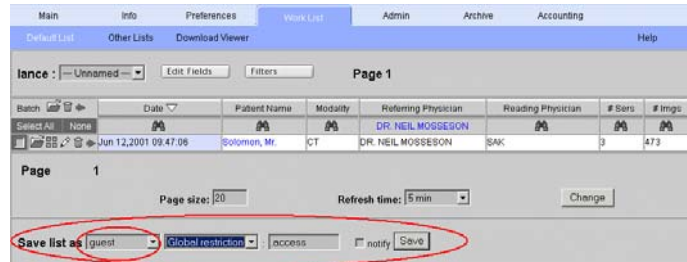 Main Info Preferences Work List Admin Archive Accounting
Default List Other Lists Download Viewer Help
lance : --- Unnamed --- Edit Fields Filters Page 1
Batch Date Patient Name Modality Referring Physician Reading Physician # Sers # Imgs
Select All None DR. NEIL MOSSESON
Jun 12,2001 09:47:06 Solomon, Mr. CT DR. NEIL MOSSESON SAK 3 473
Page 1
Page size: 20 Refresh time: 5 min Change
Save list as guest Global restriction : .access notify Save